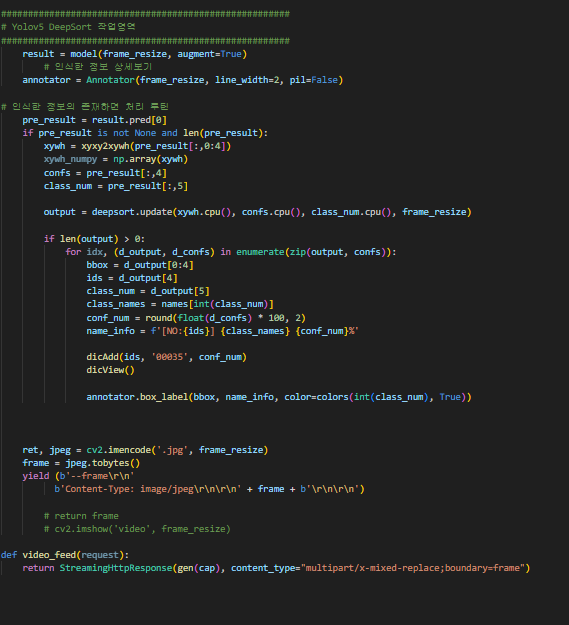 ######################################################
# Yolov5 DeepSort 작업영역
######################################################
    result = model(frame_resize, augment=True)
        # 인식한 정보 상세보기
    annotator = Annotator(frame_resize, line_width=2, pil=False)

# 인식한 정보의 존재하면 처리 루틴
    pre_result = result.pred[0]
    if pre_result is not None and len(pre_result):
        xywh = xyxy2xywh(pre_result[:,0:4])
        xywh_numpy = np.array(xywh)
        confs = pre_result[:,4]
        class_num = pre_result[:,5]

        output = deepsort.update(xywh.cpu(), confs.cpu(), class_num.cpu(), frame_resize)

        if len(output) > 0:
            for idx, (d_output, d_confs) in enumerate(zip(output, confs)):
                bbox = d_output[0:4]
                ids = d_output[4]
                class_num = d_output[5]
                class_names = names[int(class_num)]
                conf_num = round(float(d_confs) * 100, 2)
                name_info = f'[NO:{ids}] {class_names} {conf_num}%'

                dicAdd(ids, '00035', conf_num)
                dicView()

                annotator.box_label(bbox, name_info, color=colors(int(class_num), True))

    ret, jpeg = cv2.imencode('.jpg', frame_resize)
    frame = jpeg.tobytes()
    yield (b'--frame\r\n'
          b'Content-Type: image/jpeg\r\n\r\n' + frame + b'\r\n\r\n')

        # return frame
        # cv2.imshow('video', frame_resize)

def video_feed(request):
    return StreamingHttpResponse(gen(cap), content_type="multipart/x-mixed-replace;boundary=frame")